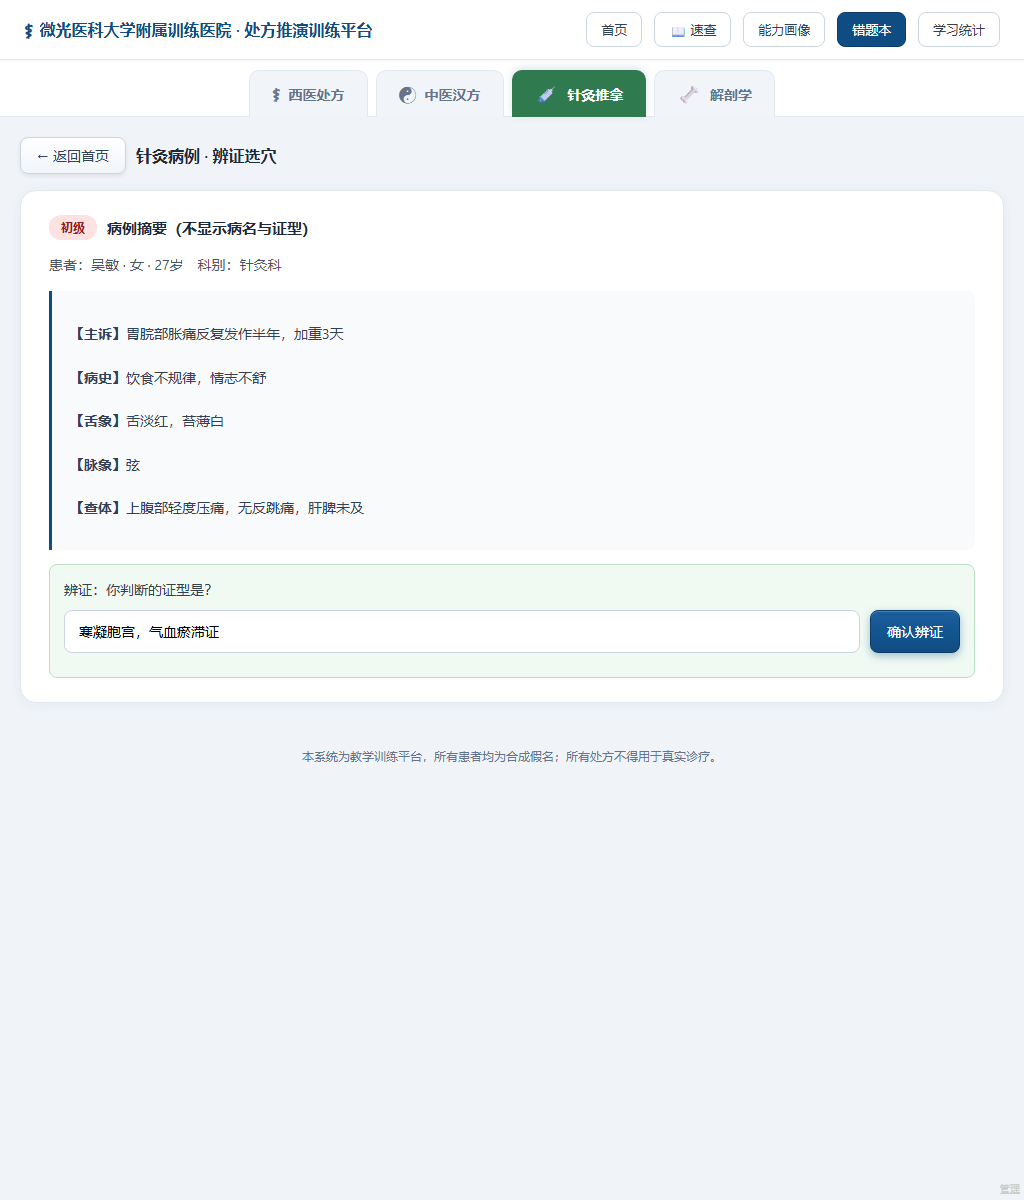 微光医科大学附属训练医院 · 处方推演训练平台
首页
速查
能力画像
错题本
学习统计
西医处方
中医汉方
针灸推拿
解剖学
← 返回首页
针灸病例 · 辨证选穴
初级
病例摘要（不显示病名与证型）
患者：吴敏 · 女 · 27岁 科别：针灸科
【主诉】胃脘部胀痛反复发作半年，加重3天
【病史】饮食不规律，情志不舒
【舌象】舌淡红，苔薄白
【脉象】弦
【查体】上腹部轻度压痛，无反跳痛，肝脾未及
辨证：你判断的证型是？
寒凝胞宫，气血瘀滞证
确认辨证
本系统为教学训练平台，所有患者均为合成假名；所有处方不得用于真实诊疗。
管理